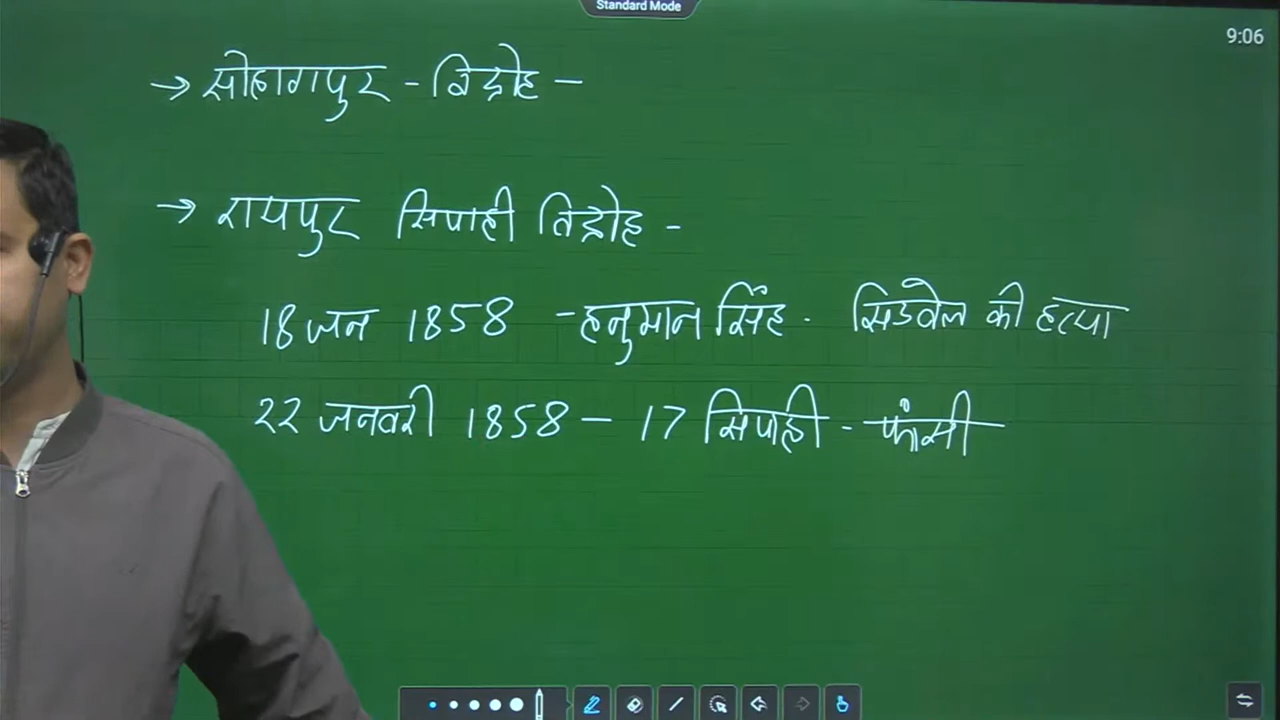 Standard Mode
9:06
→ सोहागपुर - विद्रोह -
→ रायपुर सिपाही विद्रोह -
18 जन 1858 - हनुमान सिंह - सिडवेल की हत्या
22 जनवरी 1858 - 17 सिपाही - फांसी